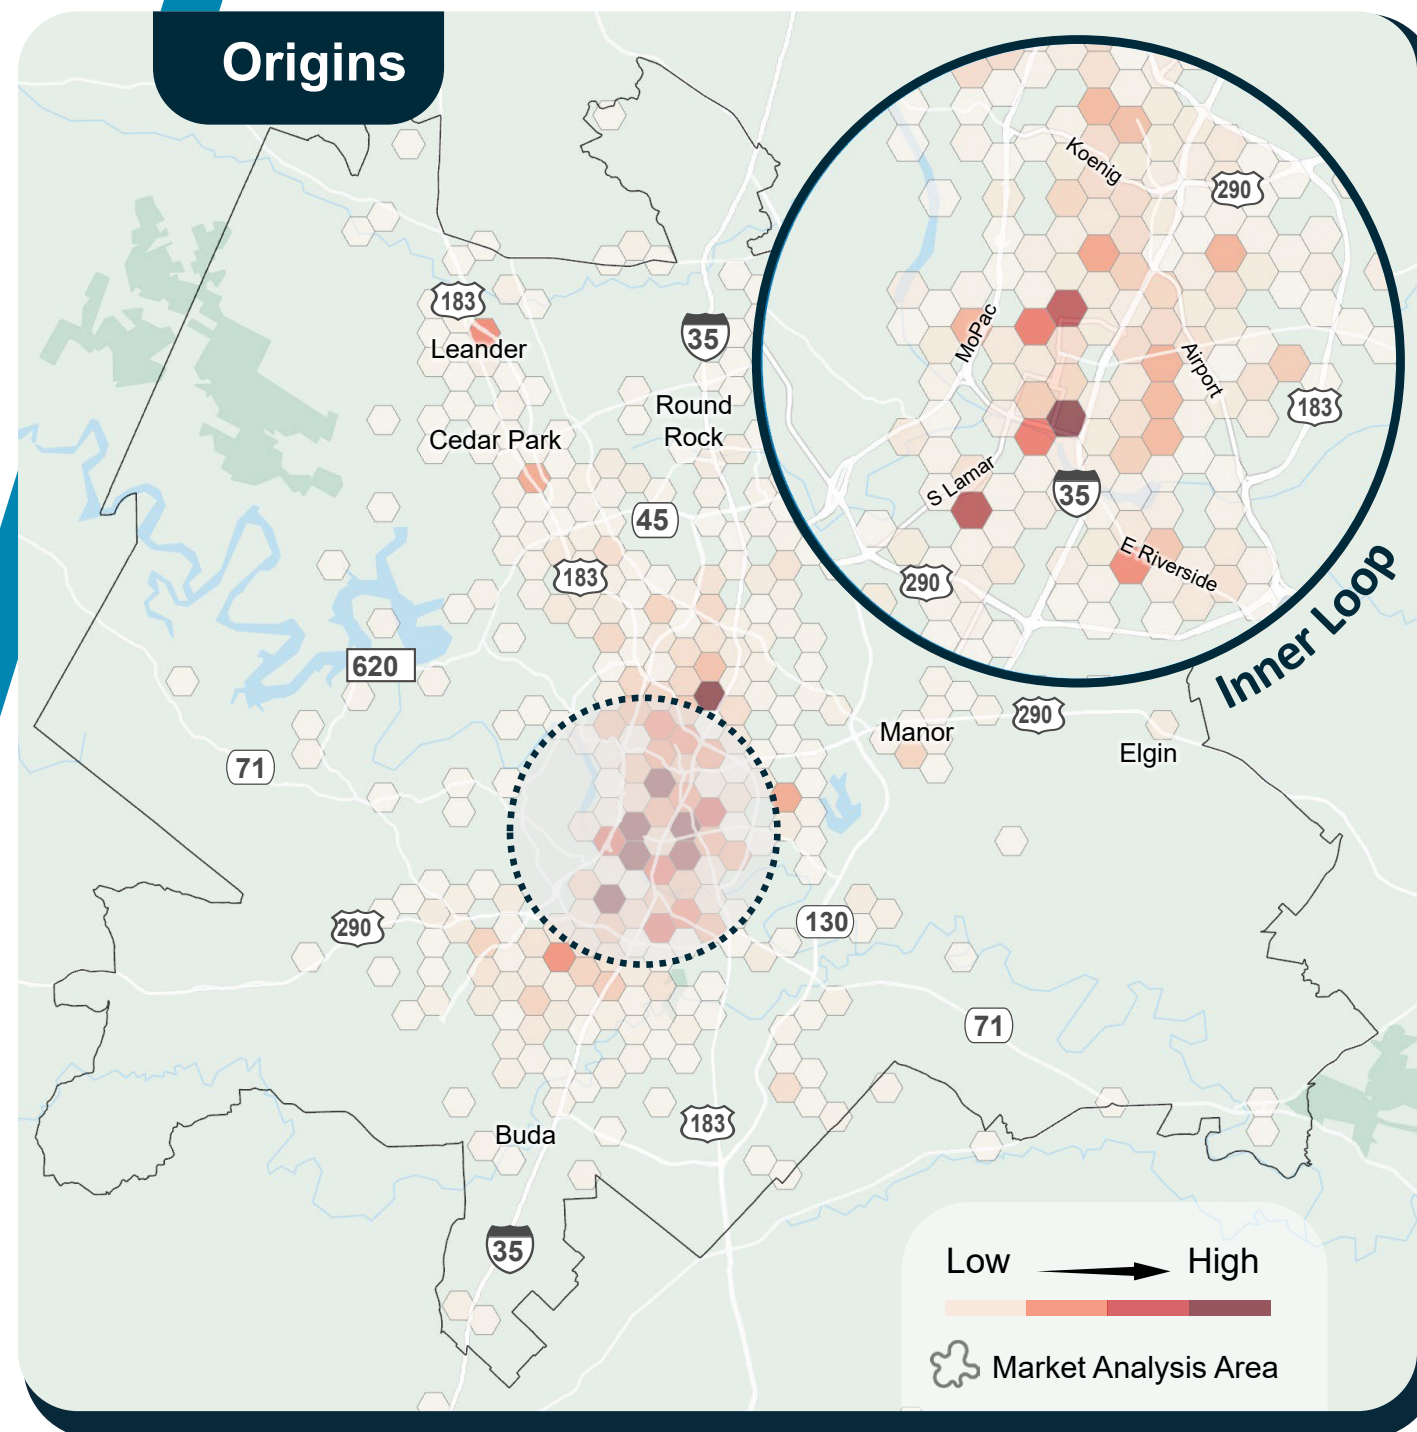 Origins
Koenig
290
183
Leander
35
MoPac
Airport
Round
Rock
183
Cedar Park
S Lamar
35
45
E Riverside
183
290
Inner Loop
620
Manor
290
Elgin
71
290
130
71
183
Buda
35
Low
High
Market Analysis Area